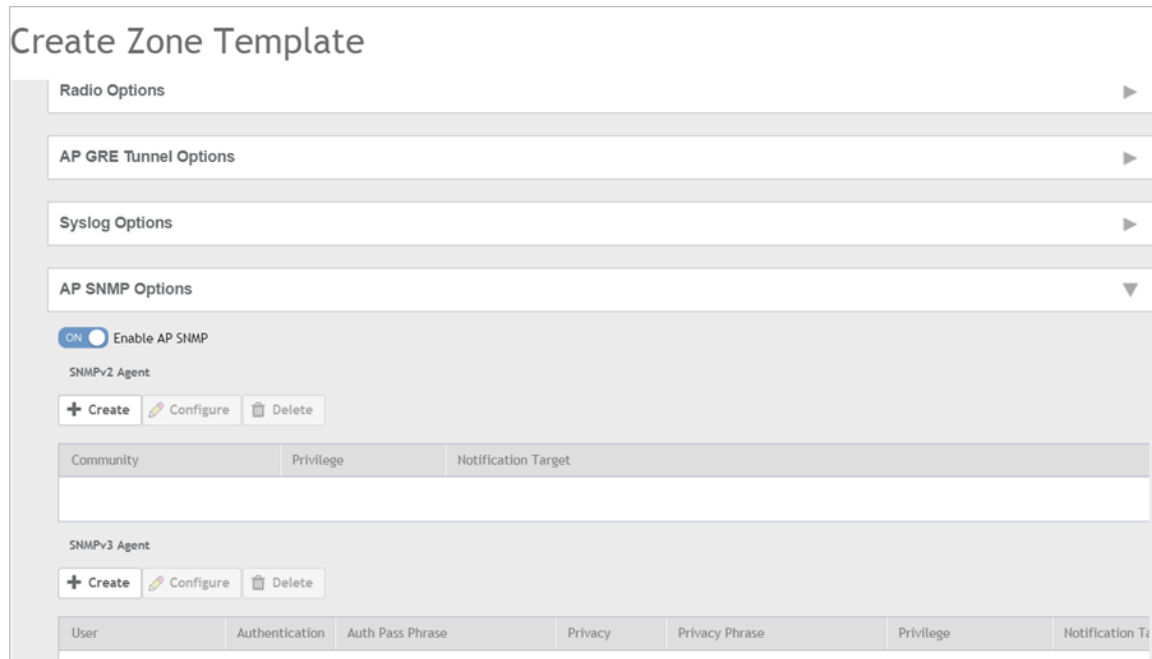 Create Zone Template
Radio Options
AP GRE Tunnel Options
Syslog Options
AP SNMP Options
ON Enable AP SNMP
SNMPv2 Agent
Create Configure Delete
Community Privilege Notification Target
SNMPv3 Agent
Create Configure Delete
User Authentication Auth Pass Phrase Privacy Privacy Phrase Privilege Notification Ta